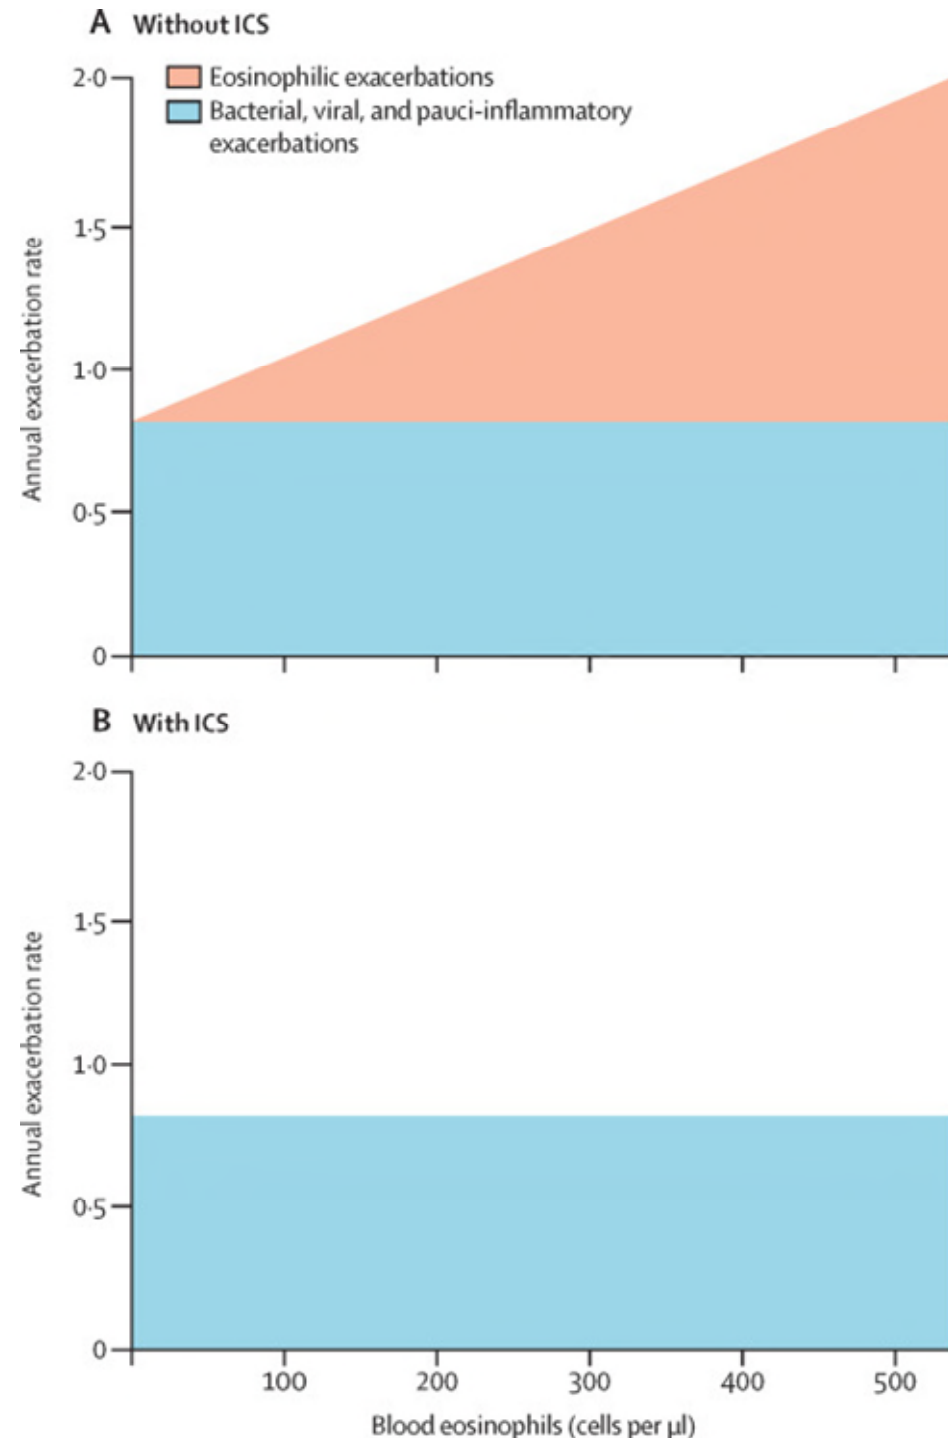 A Without ICS
Eosinophilic exacerbations
Bacterial, viral, and pauci-inflammatory
exacerbations
2·0
1·5
1·0
0·5
0
Annual exacerbation rate
B With ICS
2·0
1·5
1·0
0·5
0
Annual exacerbation rate
100 200 300 400 500
Blood eosinophils (cells per µl)